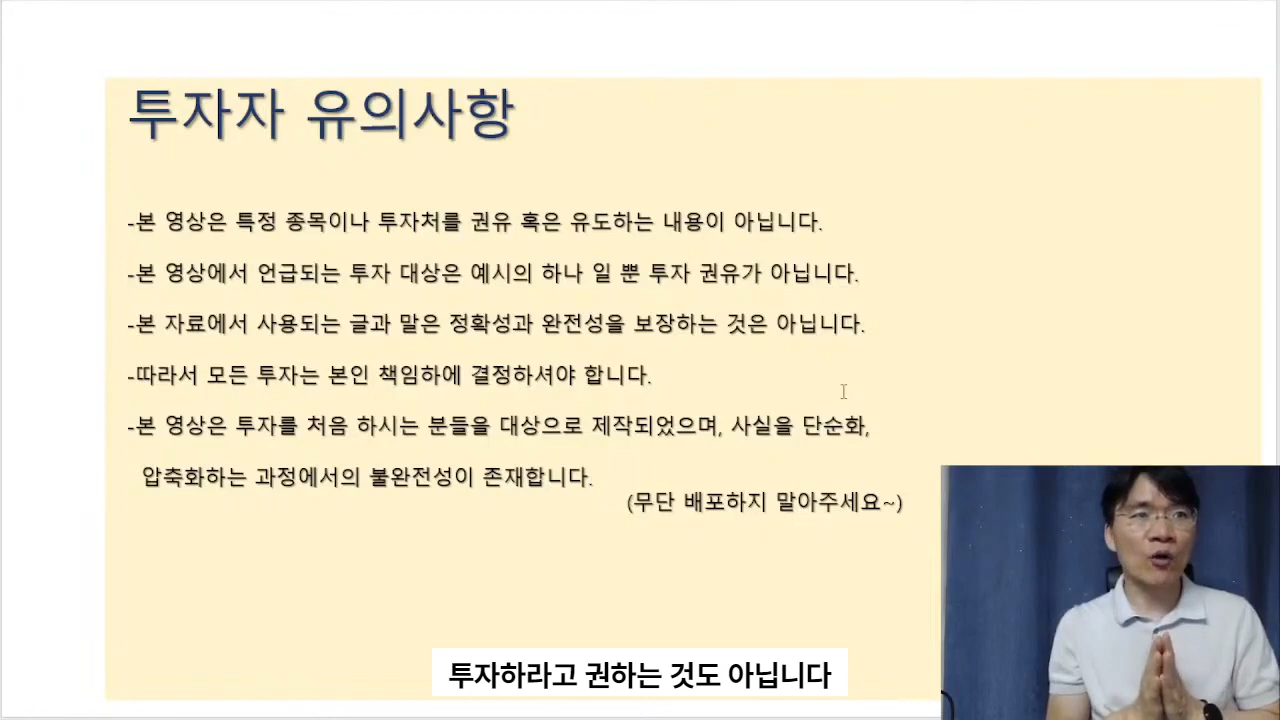 투자자 유의사항
-본 영상은 특정 종목이나 투자처를 권유 혹은 유도하는 내용이 아닙니다.
-본 영상에서 언급되는 투자 대상은 예시의 하나 일 뿐 투자 권유가 아닙니다.
-본 자료에서 사용되는 글과 말은 정확성과 완전성을 보장하는 것은 아닙니다.
-따라서 모든 투자는 본인 책임하에 결정하셔야 합니다.
-본 영상은 투자를 처음 하시는 분들을 대상으로 제작되었으며, 사실을 단순화,
압축화하는 과정에서의 불완전성이 존재합니다.
(무단 배포하지 말아주세요~)
투자하라고 권하는 것도 아닙니다